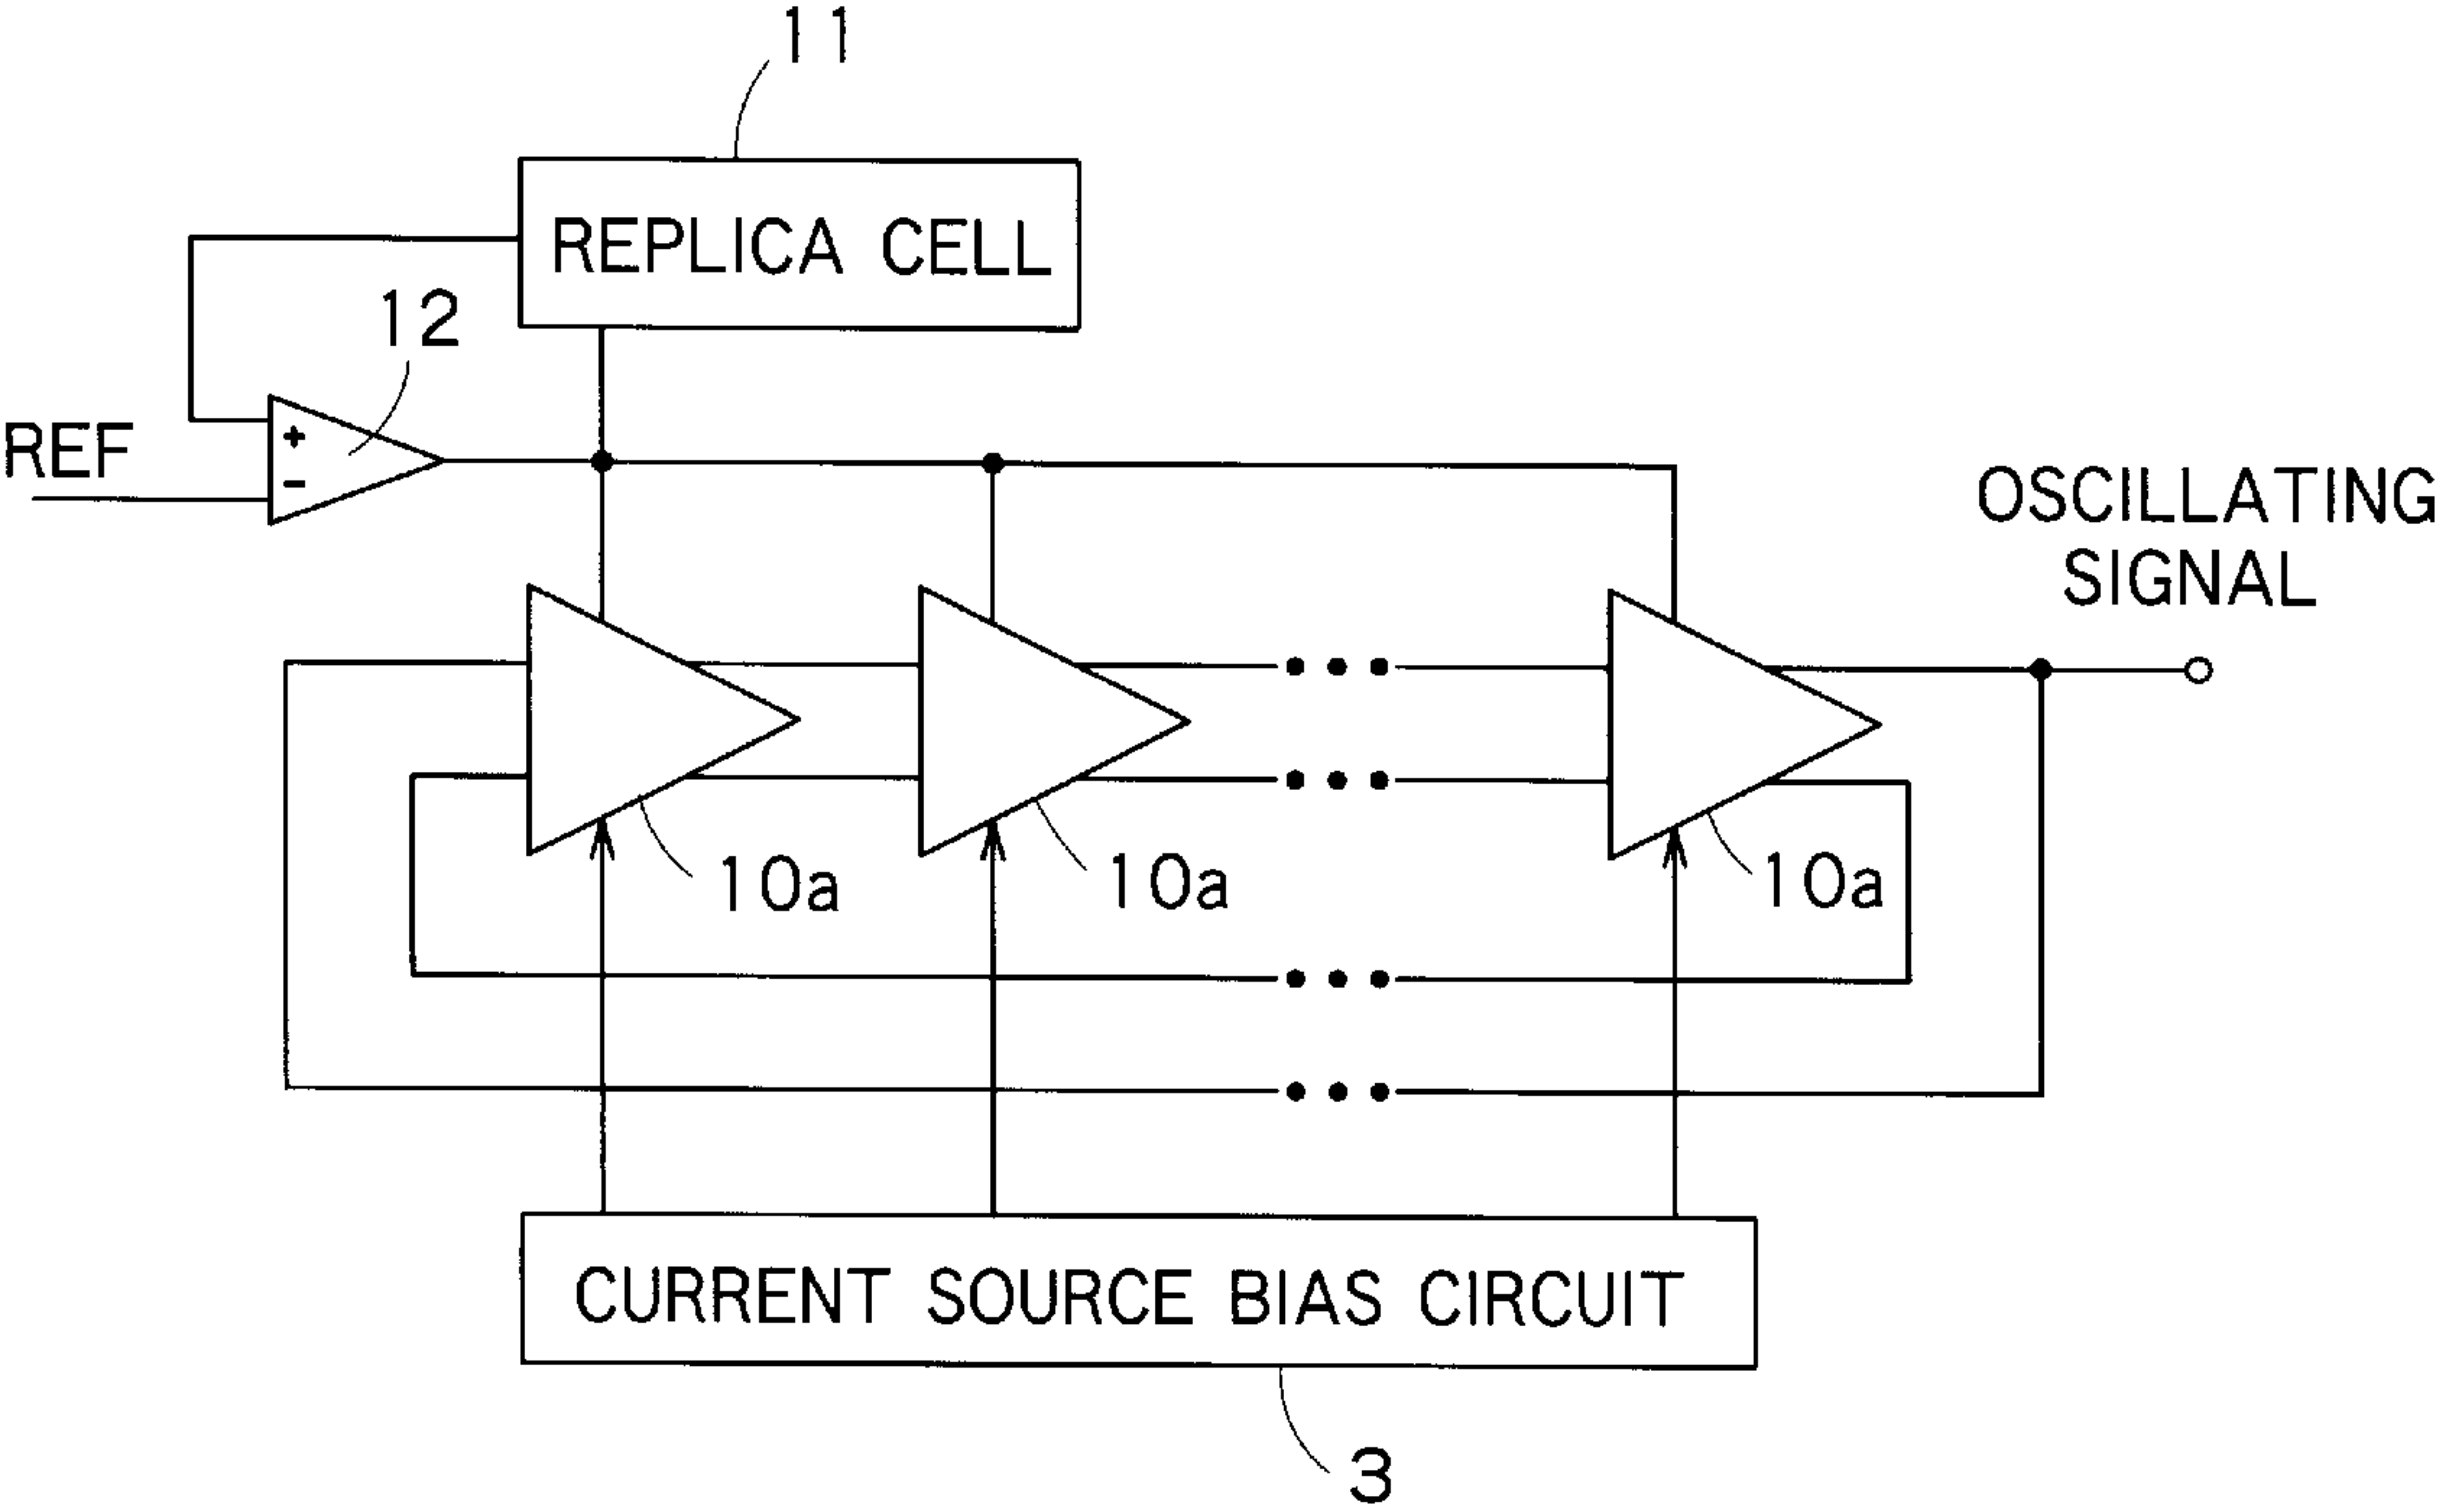 11
REPLICA CELL
12
REF
+
-
OSCILLATING
SIGNAL
10a
10a
10a
CURRENT SOURCE BIAS CIRCUIT
3